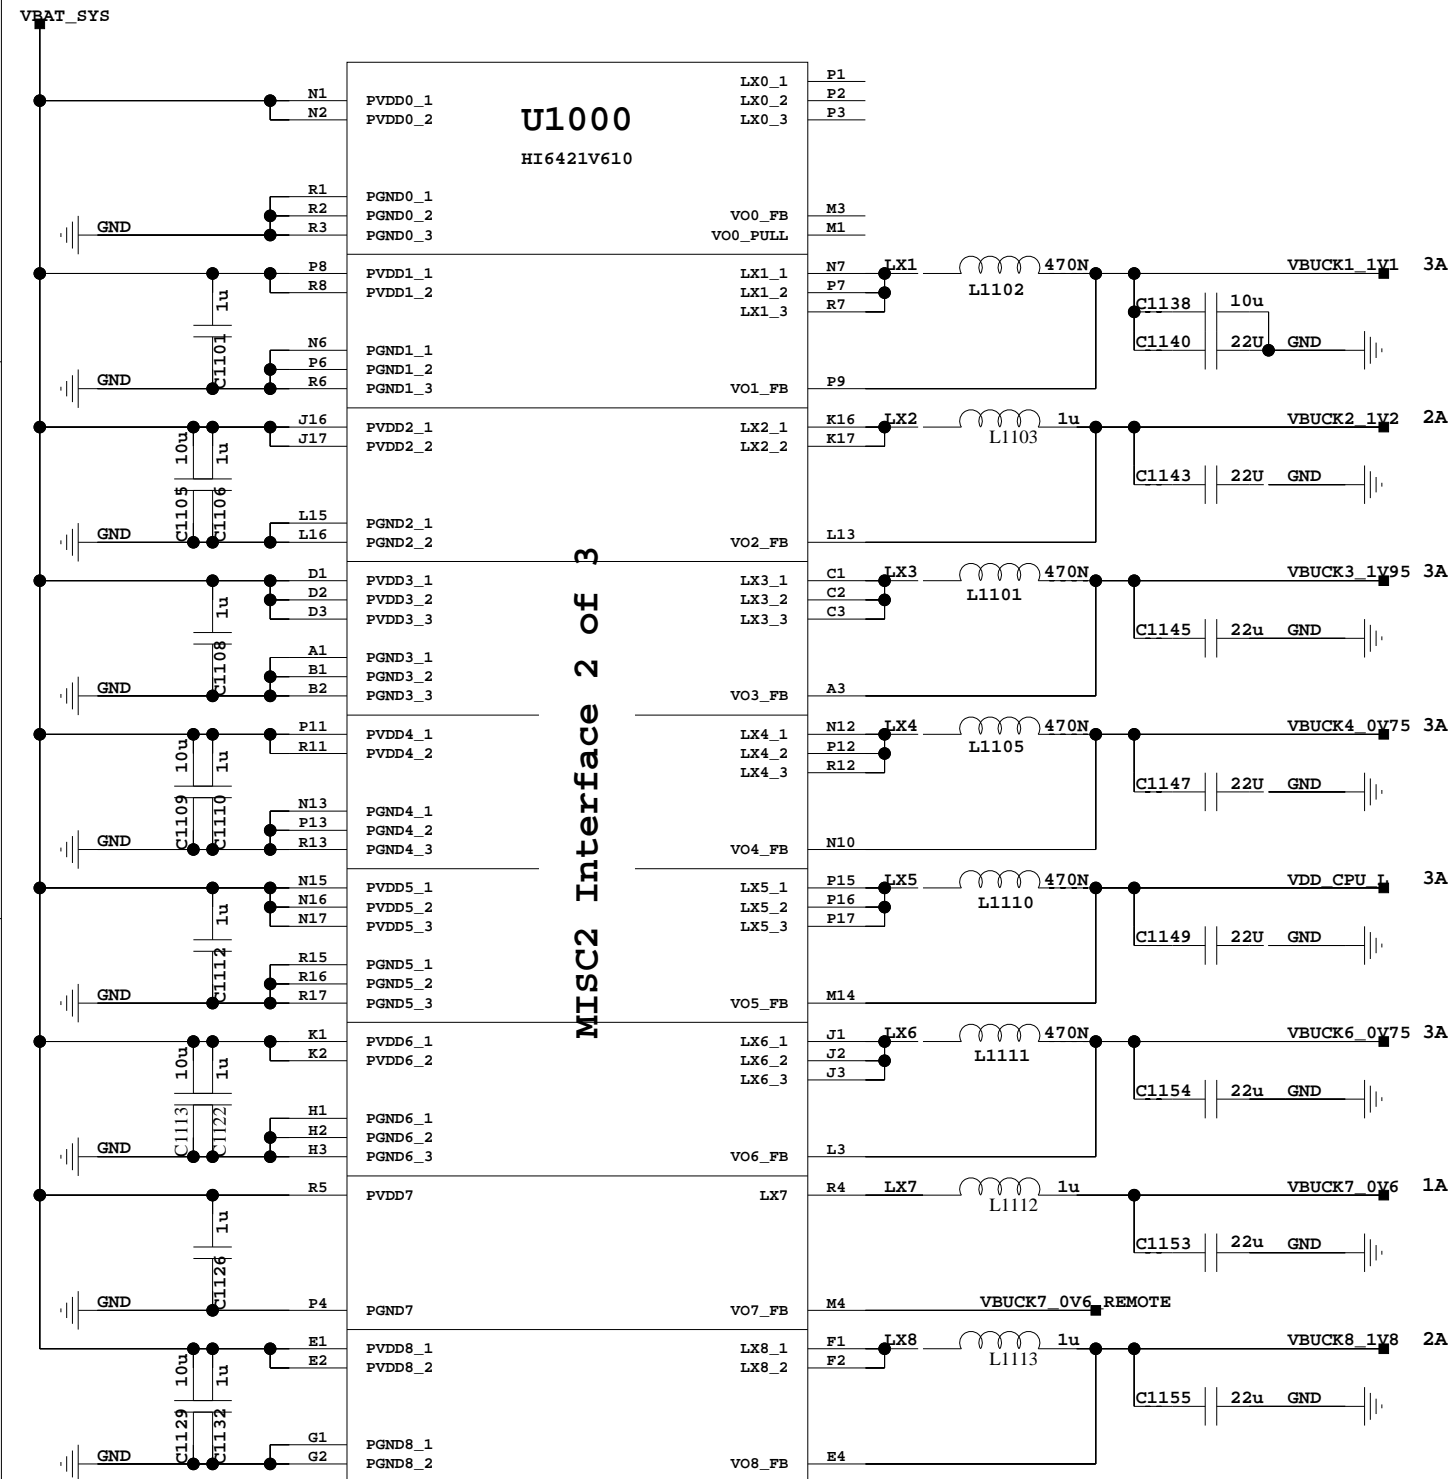 VBAT_SYS
LX0_1 P1
N1 PVDD0_1 LX0_2 P2
N2 PVDD0_2 U1000 LX0_3 P3
HI6421V610
R1 PGND0_1
R2 PGND0_2 VO0_FB M3
GND R3 PGND0_3 VO0_PULL M1
P8 PVDD1_1 LX1_1 N7 LX1 470N VBUCK1_1V1 3A
R8 PVDD1_2 LX1_2 P7 L1102
1u LX1_3 R7 C1138 10u
N6 PGND1_1 C1140 22U GND
P6 PGND1_2
GND C1101 R6 PGND1_3 VO1_FB P9
J16 PVDD2_1 LX2_1 K16 LX2 1u VBUCK2_1V2 2A
10u 1u J17 PVDD2_2 LX2_2 K17 L1103
C1143 22U GND
C1105 C1106 L15 PGND2_1
GND L16 PGND2_2 VO2_FB L13
D1 PVDD3_1 LX3_1 C1 LX3 470N VBUCK3_1V95 3A
D2 PVDD3_2 LX3_2 C2 L1101
1u D3 PVDD3_3 LX3_3 C3
C1145 22u GND
A1 PGND3_1
C1108 B1 PGND3_2
GND B2 PGND3_3 VO3_FB A3
MISC2 Interface 2 of 3
P11 PVDD4_1 LX4_1 N12 LX4 470N VBUCK4_0V75 3A
10u 1u R11 PVDD4_2 LX4_2 P12 L1105
LX4_3 R12
C1147 22U GND
N13 PGND4_1
C1109 C1110 P13 PGND4_2
GND R13 PGND4_3 VO4_FB N10
N15 PVDD5_1 LX5_1 P15 LX5 470N VDD_CPU_L 3A
N16 PVDD5_2 LX5_2 P16 L1110
1u N17 PVDD5_3 LX5_3 P17
C1149 22U GND
R15 PGND5_1
C1112 R16 PGND5_2
GND R17 PGND5_3 VO5_FB M14
K1 PVDD6_1 LX6_1 J1 LX6 470N VBUCK6_0V75 3A
10u 1u K2 PVDD6_2 LX6_2 J2 L1111
LX6_3 J3
C1154 22u GND
H1 PGND6_1
C1113 C1122 H2 PGND6_2
GND H3 PGND6_3 VO6_FB L3
R5 PVDD7 LX7 R4 LX7 1u VBUCK7_0V6 1A
1u L1112
C1153 22u GND
C1126
GND P4 PGND7 VO7_FB M4 VBUCK7_0V6_REMOTE
E1 PVDD8_1 LX8_1 F1 LX8 1u VBUCK8_1V8 2A
10u 1u E2 PVDD8_2 LX8_2 F2 L1113
C1155 22u GND
C1129 C1132 G1 PGND8_1
GND G2 PGND8_2 VO8_FB E4